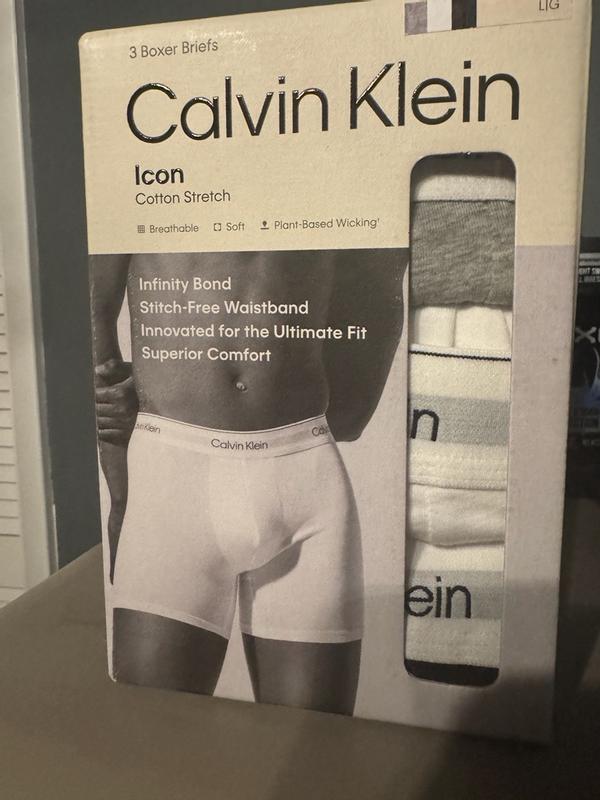 LIG
3 Boxer Briefs
Calvin Klein
Icon
Cotton Stretch
Breathable Soft Plant-Based Wicking†
Infinity Bond
Stitch-Free Waistband
Innovated for the Ultimate Fit
Superior Comfort
Calvin Klein
n
ein